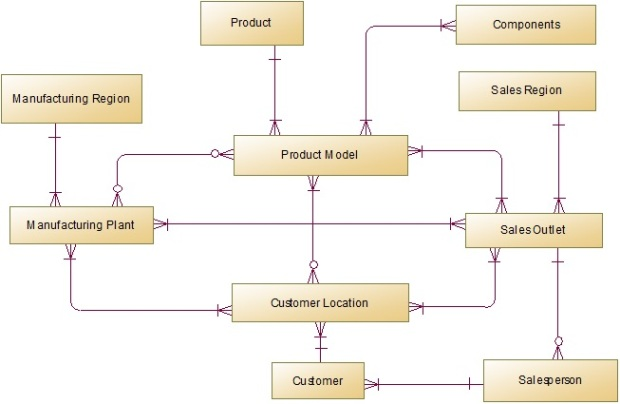 Product
Components
Manufacturing Region
Sales Region
Product Model
Manufacturing Plant
Sales Outlet
Customer Location
Customer
Salesperson